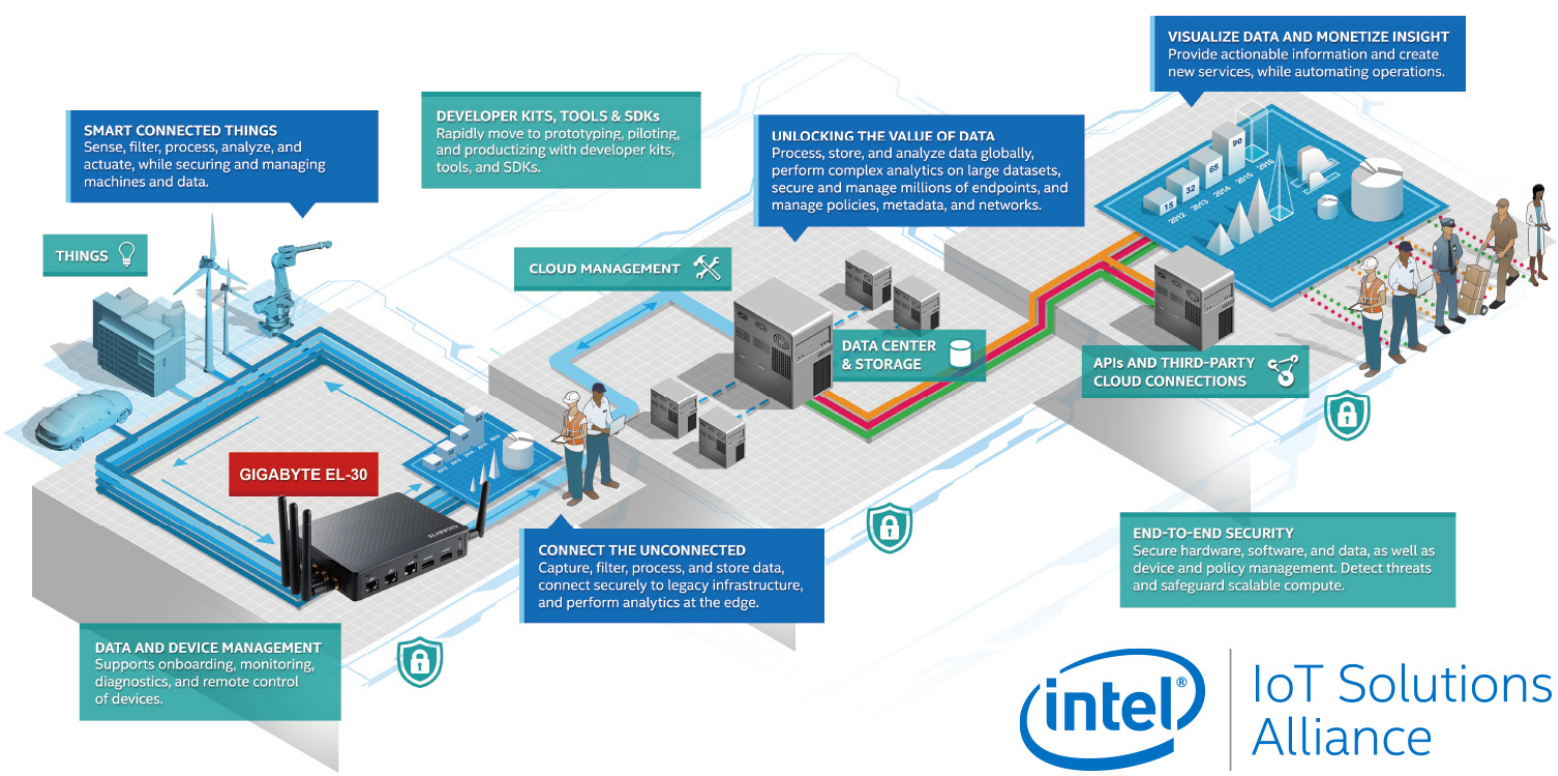 VISUALIZE DATA AND MONETIZE INSIGHT
Provide actionable information and create
new services, while automating operations.
SMART CONNECTED THINGS
Sense, filter, process, analyze, and
actuate, while securing and managing
machines and data.
DEVELOPER KITS, TOOLS & SDKs
Rapidly move to prototyping, piloting,
and productizing with developer kits,
tools, and SDKs.
UNLOCKING THE VALUE OF DATA
Process, store, and analyze data globally,
perform complex analytics on large datasets,
secure and manage millions of endpoints, and
manage policies, metadata, and networks.
15
32
65
90
2012
2013
2014
2015
2016
THINGS
CLOUD MANAGEMENT
DATA CENTER
& STORAGE
APIs AND THIRD-PARTY
CLOUD CONNECTIONS
GIGABYTE EL-30
GIGABYTE
CONNECT THE UNCONNECTED
Capture, filter, process, and store data,
connect securely to legacy infrastructure,
and perform analytics at the edge.
END-TO-END SECURITY
Secure hardware, software, and data, as well as
device and policy management. Detect threats
and safeguard scalable compute.
DATA AND DEVICE MANAGEMENT
Supports onboarding, monitoring,
diagnostics, and remote control
of devices.
intel®
IoT Solutions
Alliance